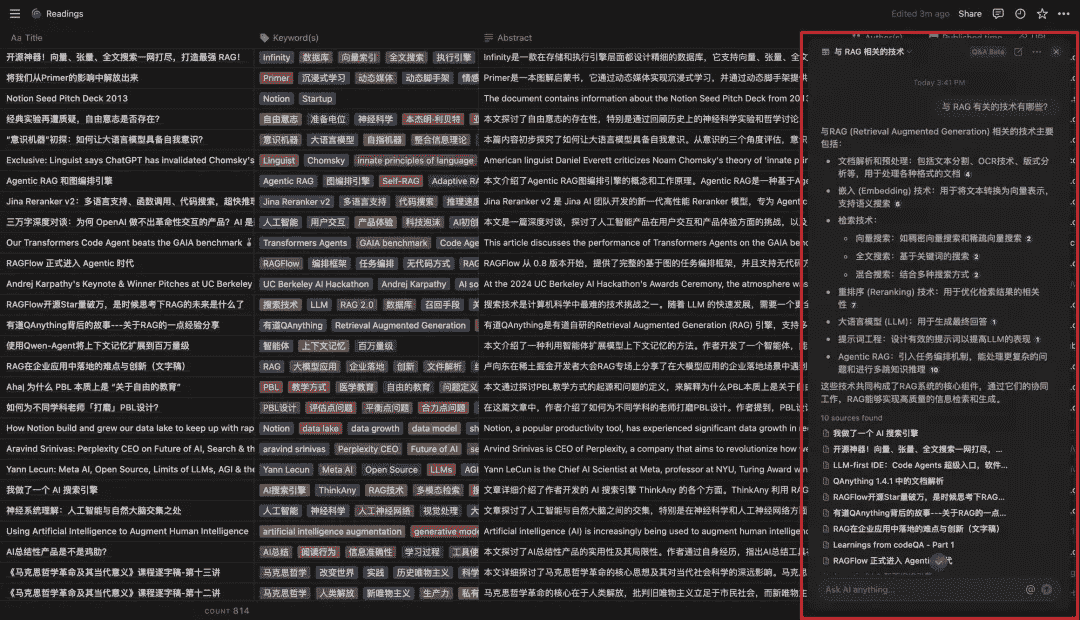 Readings
Edited 3m ago Share
Aa Title
Keyword(s)
Abstract
开源神器！向量、张量、全文搜索一网打尽，打造最强 RAG！ Infinity 数据库 向量索引 全文搜索 执行引擎 Infinity是一款在存储和执行引擎层面都设计精细的数据库，它支持向量、张量、全
将我们从Primer的影响中解放出来 Primer 沉浸式学习 动态媒体 动态脚手架 情感 Primer是一本图启蒙书，它通过动态媒体实现沉浸式学习，并通过动态脚手架提供
Notion Seed Pitch Deck 2013 Notion Startup The document contains information about the Notion Seed Pitch Deck from 2013
经典实验再遭质疑，自由意志是否存在？ 自由意志 准备电位 神经科学 本杰明·利贝特 本文探讨了自由意志的存在性，特别是通过回顾历史上的神经科学实验和哲学讨论
“意识机器”初探：如何让大语言模型具备自我意识？ 意识机器 大语言模型 自指机器 整合信息理论 本篇内容初步探究了如何让大语言模型具备自我意识。从意识的三个角度评估，意
Exclusive: Linguist says ChatGPT has invalidated Chomsky's Linguist Chomsky innate principles of language American linguist Daniel Everett criticizes Noam Chomsky's theory of 'innate p
Agentic RAG 和图编排引擎 Agentic RAG 图编排引擎 Self-RAG Adaptive RA 本文介绍了Agentic RAG图编排引擎的概念和工作原理。Agentic RAG是一种基于A
Jina Reranker v2：多语言支持、函数调用、代码搜索，超快推 Jina Reranker v2 多语言支持 代码搜索 推理速度 Jina Reranker v2 是 Jina AI 团队开发的新一代高性能 Reranker 模型，专为 Agentic
三万字深度对谈：为何 OpenAI 做不出革命性交互的产品？AI 是 人工智能 用户交互 产品体验 科技泡沫 AI初创 本文是一篇深度对谈，探讨了人工智能产品在用户交互和产品体验方面的挑战，以及
Our Transformers Code Agent beats the GAIA benchmark Transformers Agents GAIA benchmark Code Age This article discusses the performance of Transformers Agents on the GAIA benc
RAGFlow 正式进入 Agentic 时代 RAGFlow 编排框架 任务编排 无代码方式 RAG RAGFlow 从 0.8 版本开始，提供了完整的基于图的任务编排框架，并且支持无代码方
Andrej Karpathy's Keynote & Winner Pitches at UC Berkeley UC Berkeley AI Hackathon Andrej Karpathy AI so At the 2024 UC Berkeley AI Hackathon's Awards Ceremony, the atmosphere was
RAGFlow开源Star量破万，是时候思考下RAG的未来是什么了 搜索技术 LLM RAG 2.0 数据库 召回手段 搜索技术是计算机科学中最难的技术挑战之一。随着 LLM 的快速发展，需要一个更全
有道QAnything背后的故事---关于RAG的一点经验分享 有道QAnything Retrieval Augmented Generation 有道QAnything是有道自研的Retrieval Augmented Generation (RAG) 引擎，支持多
使用Qwen-Agent将上下文记忆扩展到百万量级 智能体 上下文记忆 百万量级 本文介绍了一种利用智能体扩展模型上下文记忆的方法。作者开发了一个智能体，能
RAG在企业应用中落地的难点与创新（文字稿） RAG 大模型应用 企业落地 创新 文件解析 卢向东在稀土掘金开发者大会RAG专场上分享了在大模型应用的企业落地场景中遇到
Aha| 为什么 PBL 本质上是 “关于自由的教育” PBL 教学方式 医学教育 自由的教育 问题定义 本文通过探讨PBL教学方式的起源和问题的定义，来解释为什么PBL本质上是关于自
如何为不同学科老师「打磨」PBL设计？ PBL设计 评估点问题 平衡点问题 合力点问题 在这篇文章中，作者介绍了如何为不同学科的老师打磨PBL设计。作者提到，PBL设
How Notion build and grew our data lake to keep up with rap Notion data lake data growth data model sh Notion, a popular productivity tool, has experienced significant data growth in rec
Aravind Srinivas: Perplexity CEO on Future of AI, Search & the aravind srinivas Perplexity CEO Future of AI Aravind Srinivas is CEO of Perplexity, a company that aims to revolutionize how we
Yann Lecun: Meta AI, Open Source, Limits of LLMs, AGI & the Yann Lecun Meta AI Open Source LLMs AGI Yann LeCun is the Chief AI Scientist at Meta, professor at NYU, Turing Award win
我做了一个 AI 搜索引擎 AI搜索引擎 ThinkAny RAG技术 多模态检索 文章详细介绍了作者开发的 AI 搜索引擎 ThinkAny 的各个方面。ThinkAny 利用 RAG
神经系统理解：人工智能与自然大脑交集之处 人工智能 神经科学 人工神经网络 视觉处理 大 文章探讨了人工智能与自然大脑之间的交集，特别是在神经科学和人工神经网络方
Using Artificial Intelligence to Augment Human Intelligence artificial intelligence augmentation generative mode Artificial intelligence (AI) is increasingly being used to augment human intelligen
AI总结性产品是不是鸡肋？ AI总结 阅读行为 信息准确性 学习过程 工具使 本文探讨了AI总结性产品的实用性及其局限性。作者通过自身经历，指出AI总结工具
《马克思哲学革命及其当代意义》课程逐字稿-第十三讲 马克思哲学 改变世界 实践 历史唯物主义 科学 本文详细探讨了马克思哲学革命的核心思想及其对当代社会科学的深远影响。马克思
《马克思哲学革命及其当代意义》课程逐字稿-第十二讲 马克思哲学 人类解放 新唯物主义 生产力 私有 马克思哲学革命的核心在于人类解放，批判旧唯物主义立足于市民社会，而新唯物
COUNT 814
与 RAG 相关的技术
Q&A Beta
Today 3:41 PM
与 RAG 有关的技术有哪些?
与RAG (Retrieval Augmented Generation) 相关的技术主要
包括:
文档解析和预处理：包括文本分割、OCR技术、版式分
析等，用于处理各种格式的文档 4
嵌入 (Embedding) 技术：用于将文本转换为向量表示，
支持语义搜索 6
检索技术：
向量搜索：如稠密向量搜索和稀疏向量搜索 2
全文搜索：基于关键词的搜索 2
混合搜索：结合多种搜索方式 2
重排序 (Reranking) 技术：用于优化检索结果的相关
性 7
大语言模型 (LLM)：用于生成最终回答 1
提示词工程：设计有效的提示词以提高LLM的表现 1
Agentic RAG：引入任务编排机制，能处理更复杂的问
题和进行多跳知识推理 10
这些技术共同构成了RAG系统的核心组件，通过它们的协同
工作，RAG能够实现高质量的信息检索和生成。
10 sources found
我做了一个 AI 搜索引擎
开源神器！向量、张量、全文搜索一网打尽，...
LLM-first IDE：Code Agents 超级入口，软件...
QAnything 1.4.1 中的文档解析
RAGFlow开源Star量破万，是时候思考下RAG...
有道QAnything背后的故事---关于RAG的一点...
RAG在企业应用中落地的难点与创新（文字稿）
Learnings from codeQA - Part 1
RAGFlow 正式进入 Agentic 时代
Ask AI anything...